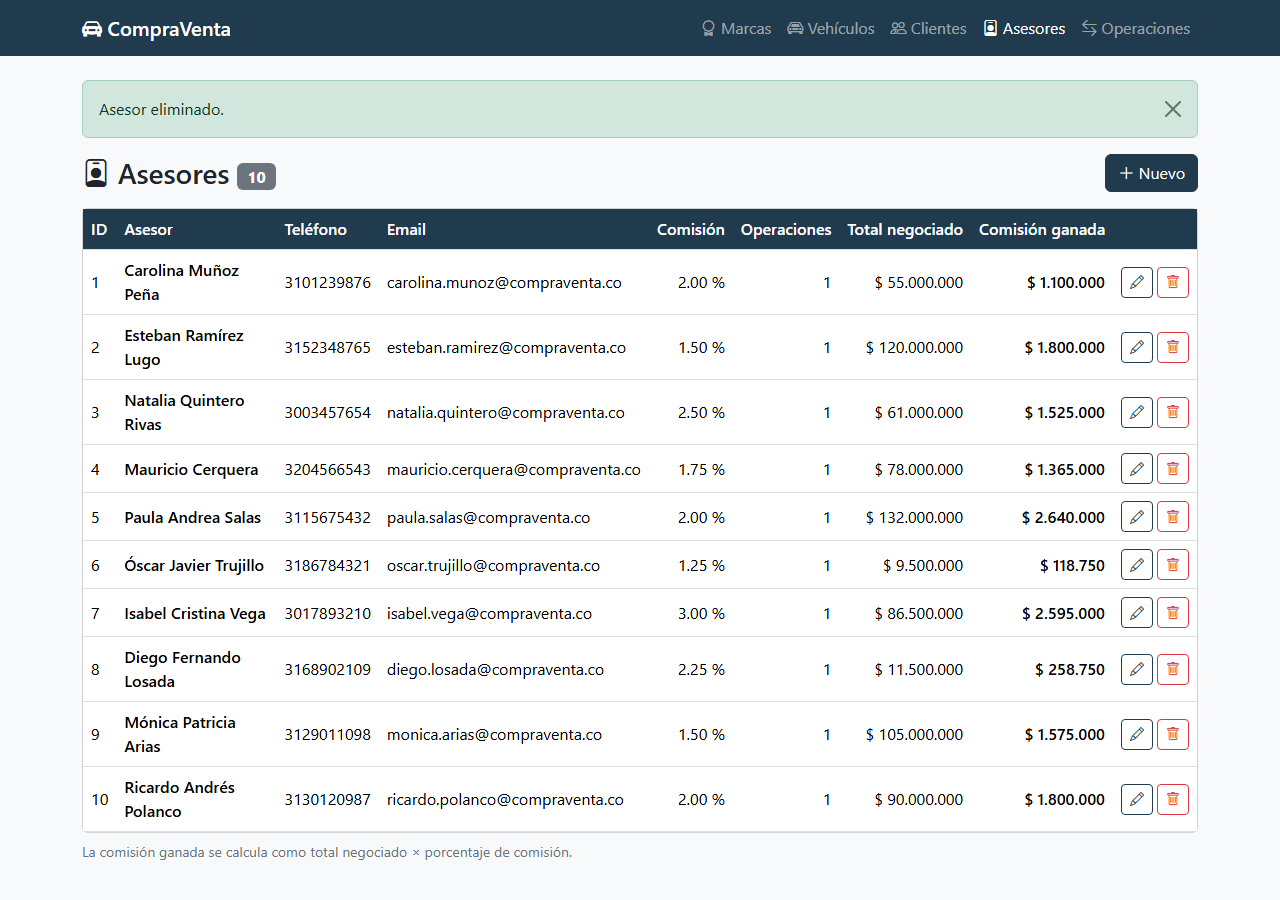 CompraVenta Marcas Vehículos Clientes Asesores Operaciones
Asesor eliminado.
Asesores 10 Nuevo
ID Asesor Teléfono Email Comisión Operaciones Total negociado Comisión ganada
1 Carolina Muñoz Peña 3101239876 carolina.munoz@compraventa.co 2.00 % 1 $ 55.000.000 $ 1.100.000
2 Esteban Ramírez Lugo 3152348765 esteban.ramirez@compraventa.co 1.50 % 1 $ 120.000.000 $ 1.800.000
3 Natalia Quintero Rivas 3003457654 natalia.quintero@compraventa.co 2.50 % 1 $ 61.000.000 $ 1.525.000
4 Mauricio Cerquera 3204566543 mauricio.cerquera@compraventa.co 1.75 % 1 $ 78.000.000 $ 1.365.000
5 Paula Andrea Salas 3115675432 paula.salas@compraventa.co 2.00 % 1 $ 132.000.000 $ 2.640.000
6 Óscar Javier Trujillo 3186784321 oscar.trujillo@compraventa.co 1.25 % 1 $ 9.500.000 $ 118.750
7 Isabel Cristina Vega 3017893210 isabel.vega@compraventa.co 3.00 % 1 $ 86.500.000 $ 2.595.000
8 Diego Fernando Losada 3168902109 diego.losada@compraventa.co 2.25 % 1 $ 11.500.000 $ 258.750
9 Mónica Patricia Arias 3129011098 monica.arias@compraventa.co 1.50 % 1 $ 105.000.000 $ 1.575.000
10 Ricardo Andrés Polanco 3130120987 ricardo.polanco@compraventa.co 2.00 % 1 $ 90.000.000 $ 1.800.000
La comisión ganada se calcula como total negociado × porcentaje de comisión.